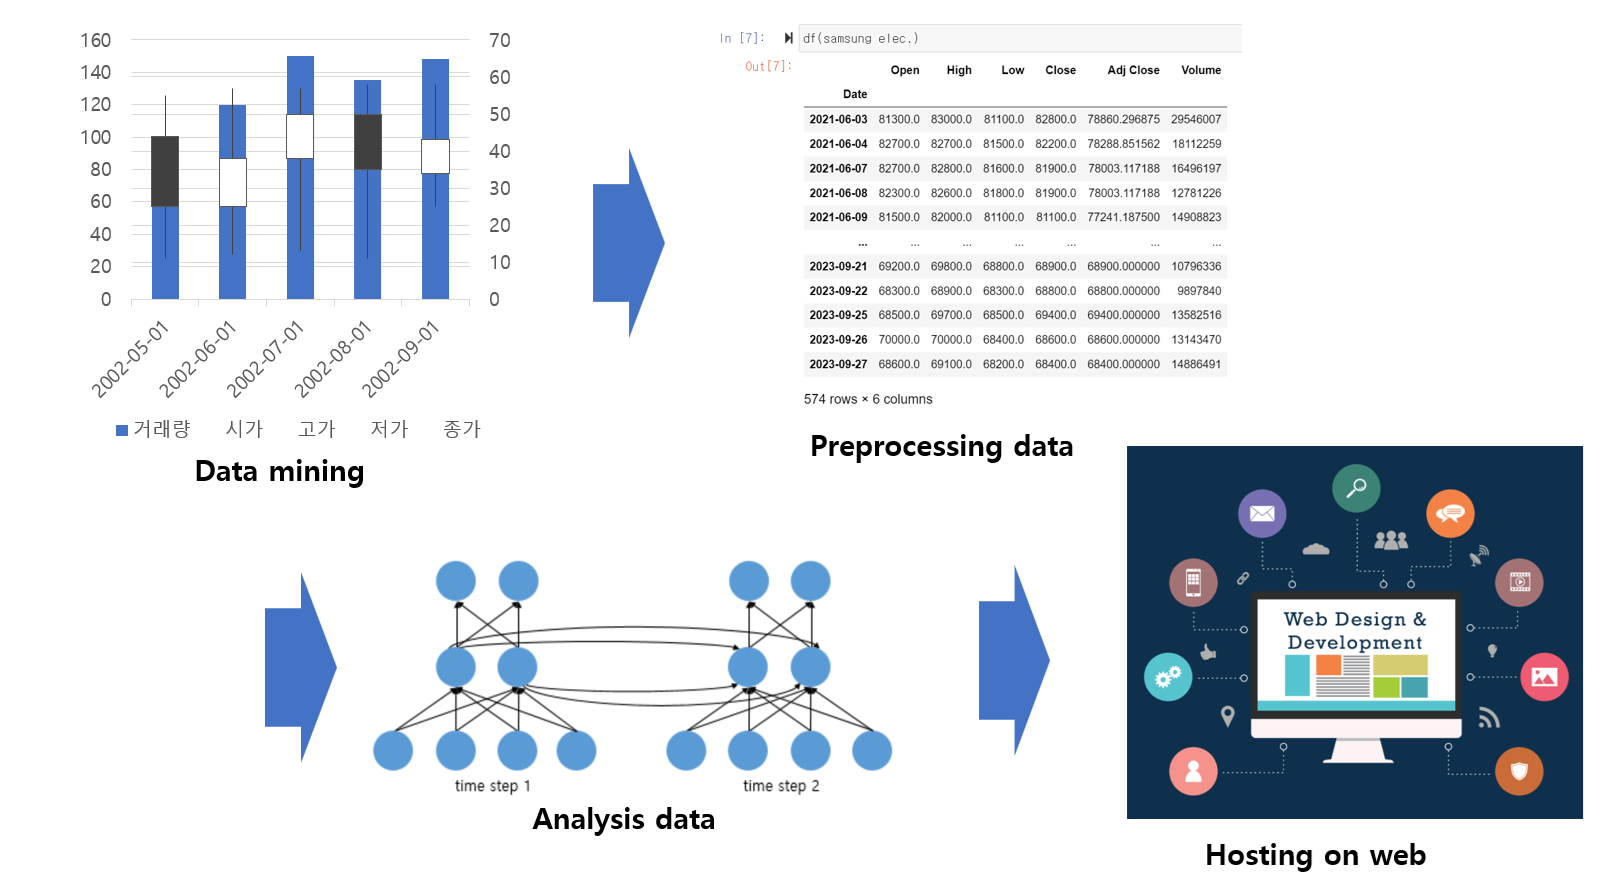 160
140
120
100
80
60
40
20
0
70
60
50
40
30
20
10
0
2002-05-01
2002-06-01
2002-07-01
2002-08-01
2002-09-01
거래량 시가 고가 저가 종가
Data mining
In [7]: df(samsung elec.)
Out[7]:
Open High Low Close Adj Close Volume
Date
2021-06-03 81300.0 83000.0 81100.0 82800.0 78860.296875 29546007
2021-06-04 82700.0 82700.0 81500.0 82200.0 78288.851562 18112259
2021-06-07 82700.0 82800.0 81600.0 81900.0 78003.117188 16496197
2021-06-08 82300.0 82600.0 81800.0 81900.0 78003.117188 12781226
2021-06-09 81500.0 82000.0 81100.0 81100.0 77241.187500 14908823
... ... ... ... ... ... ...
2023-09-21 69200.0 69800.0 68800.0 68900.0 68900.000000 10796336
2023-09-22 68300.0 68900.0 68300.0 68800.0 68800.000000 9897840
2023-09-25 68500.0 69700.0 68500.0 69400.0 69400.000000 13582516
2023-09-26 70000.0 70000.0 68400.0 68600.0 68600.000000 13143470
2023-09-27 68600.0 69100.0 68200.0 68400.0 68400.000000 14886491
574 rows × 6 columns
Preprocessing data
time step 1
time step 2
Analysis data
Web Design &
Development
Hosting on web